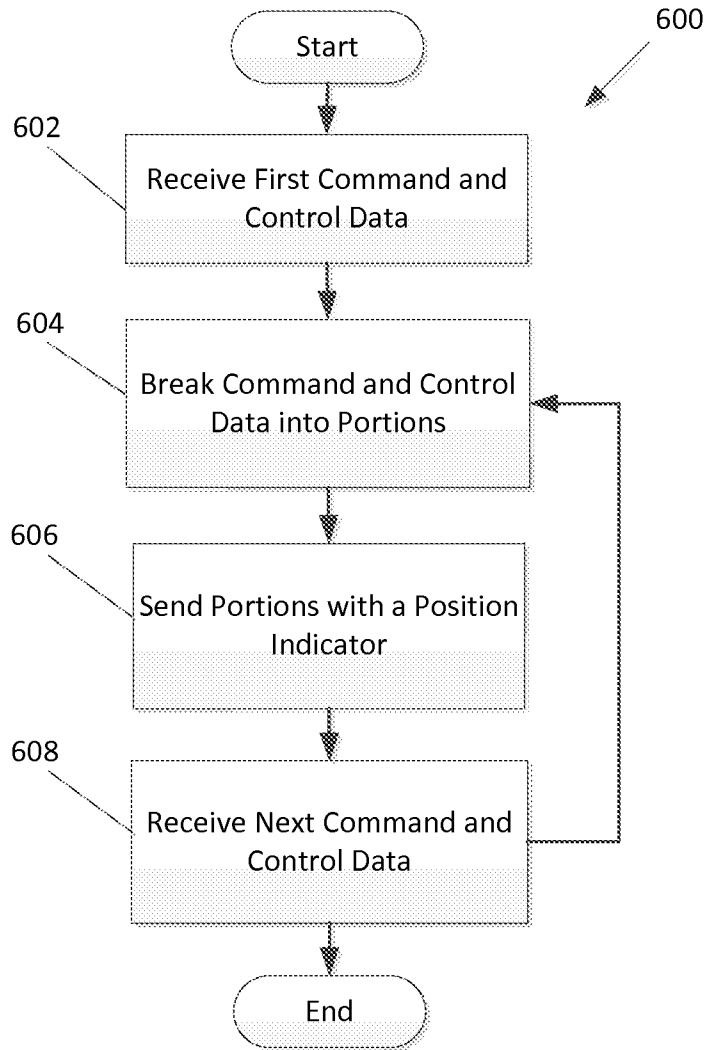 Start
600
602
Receive First Command and
Control Data
604
Break Command and Control
Data into Portions
606
Send Portions with a Position
Indicator
608
Receive Next Command and
Control Data
End